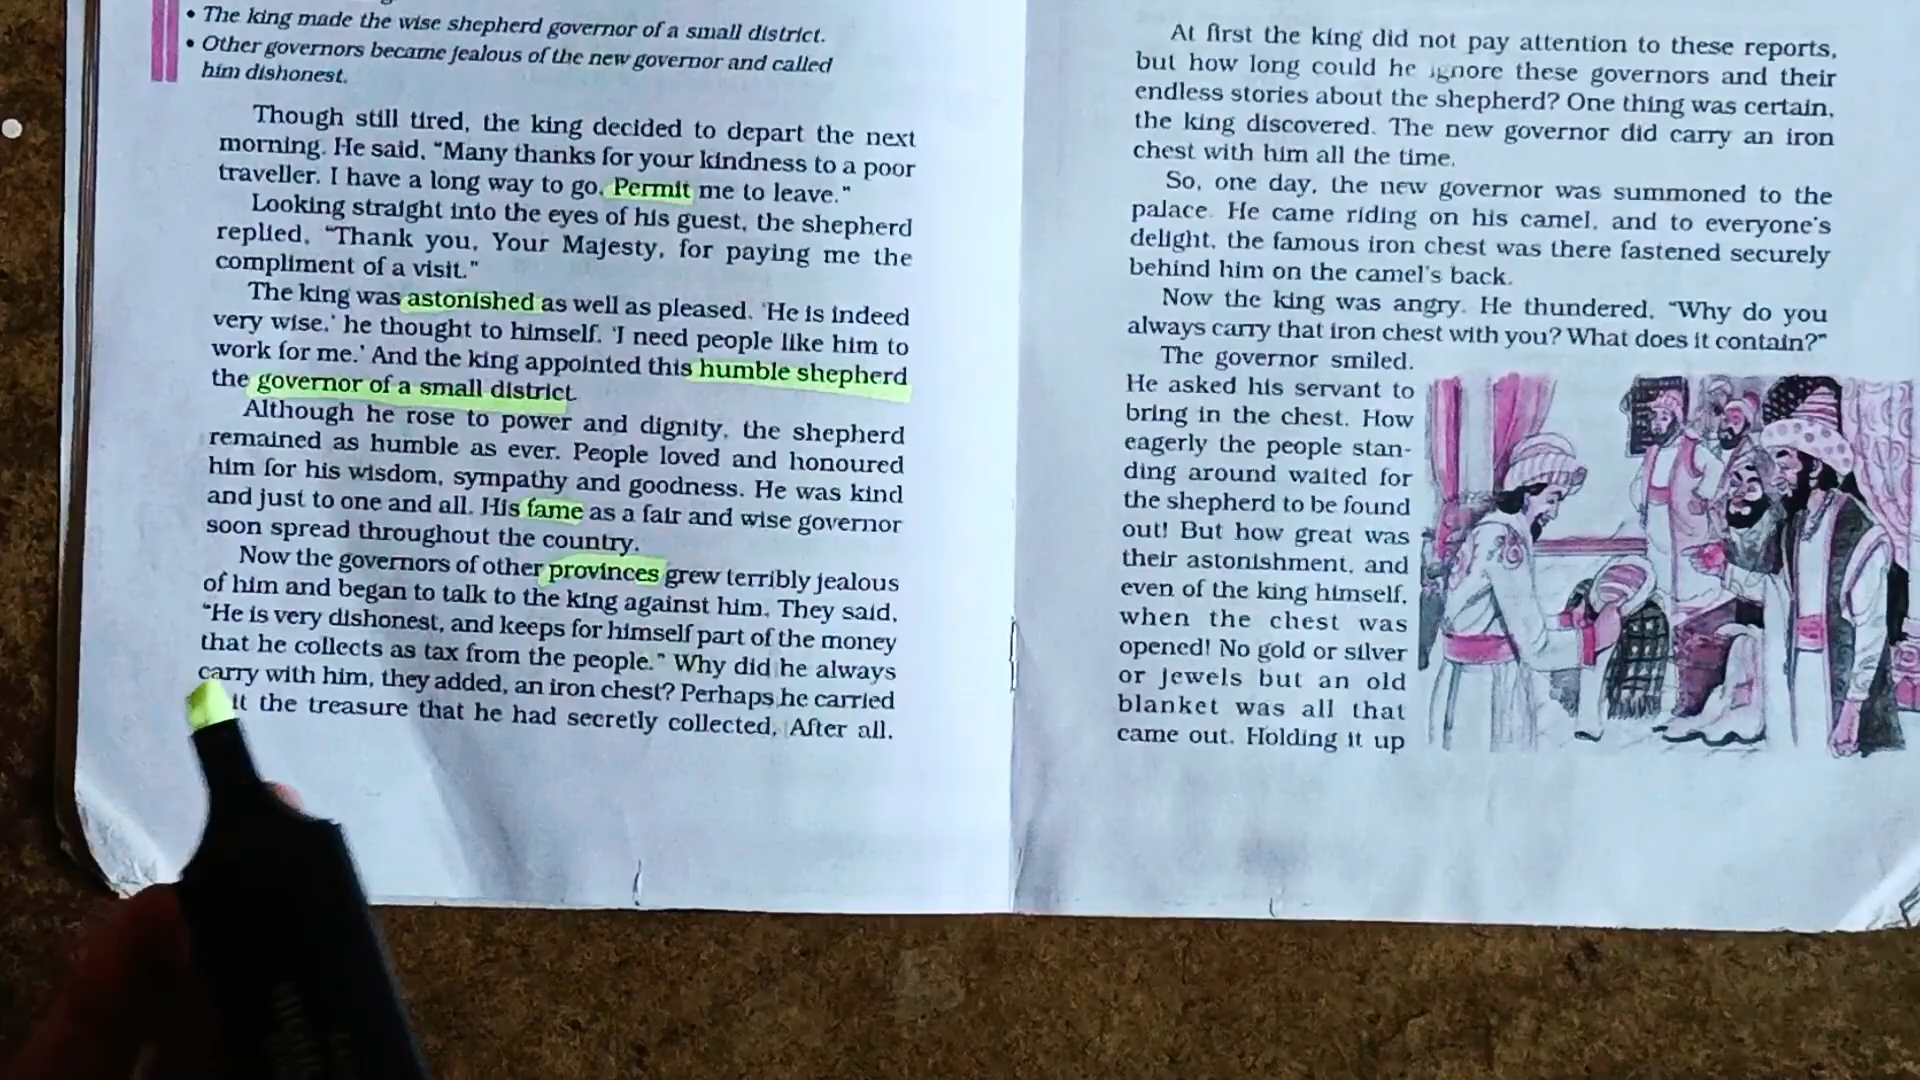 • The king made the wise shepherd governor of a small district.
• Other governors became jealous of the new governor and called
him dishonest.
Though still tired, the king decided to depart the next
morning. He said, “Many thanks for your kindness to a poor
traveller. I have a long way to go. Permit me to leave.”
Looking straight into the eyes of his guest, the shepherd
replied, “Thank you, Your Majesty, for paying me the
compliment of a visit.”
The king was astonished as well as pleased. ‘He is indeed
very wise,’ he thought to himself. ‘I need people like him to
work for me.’ And the king appointed this humble shepherd
the governor of a small district.
Although he rose to power and dignity, the shepherd
remained as humble as ever. People loved and honoured
him for his wisdom, sympathy and goodness. He was kind
and just to one and all. His fame as a fair and wise governor
soon spread throughout the country.
Now the governors of other provinces grew terribly jealous
of him and began to talk to the king against him. They said,
“He is very dishonest, and keeps for himself part of the money
that he collects as tax from the people.” Why did he always
carry with him, they added, an iron chest? Perhaps he carried
it the treasure that he had secretly collected. After all,
At first the king did not pay attention to these reports,
but how long could he ignore these governors and their
endless stories about the shepherd? One thing was certain,
the king discovered. The new governor did carry an iron
chest with him all the time.
So, one day, the new governor was summoned to the
palace. He came riding on his camel, and to everyone's
delight, the famous iron chest was there fastened securely
behind him on the camel's back.
Now the king was angry. He thundered, “Why do you
always carry that iron chest with you? What does it contain?”
The governor smiled.
He asked his servant to
bring in the chest. How
eagerly the people stan-
ding around waited for
the shepherd to be found
out! But how great was
their astonishment, and
even of the king himself,
when the chest was
opened! No gold or silver
or jewels but an old
blanket was all that
came out. Holding it up